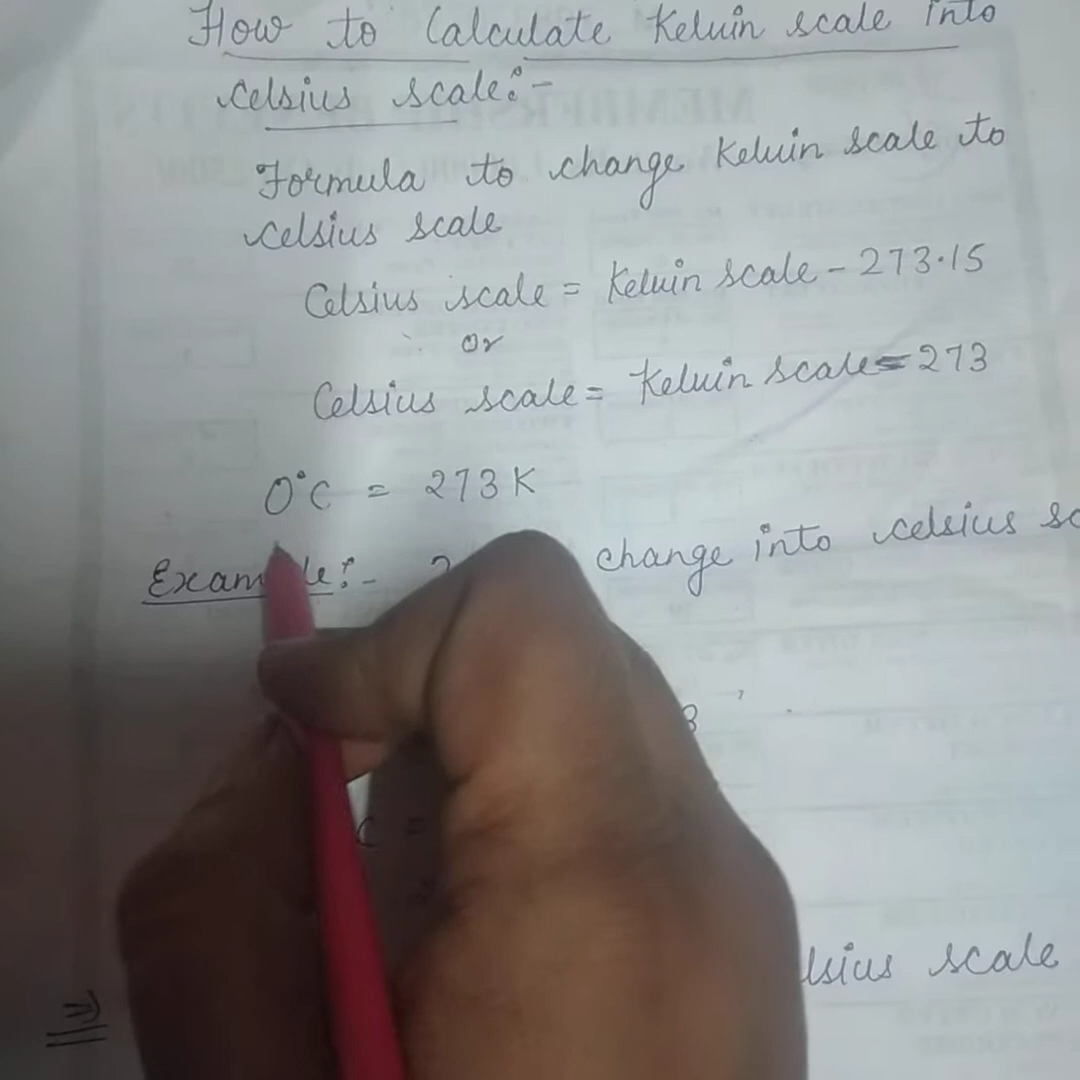 How to Calculate Kelvin scale into
Celsius scale:-
Formula to change Kelvin scale to
Celsius scale
Celsius scale = Kelvin scale - 273.15
or
Celsius scale = Kelvin scale = 273
0°C = 273 K
Example:- change into celsius
C =
scale